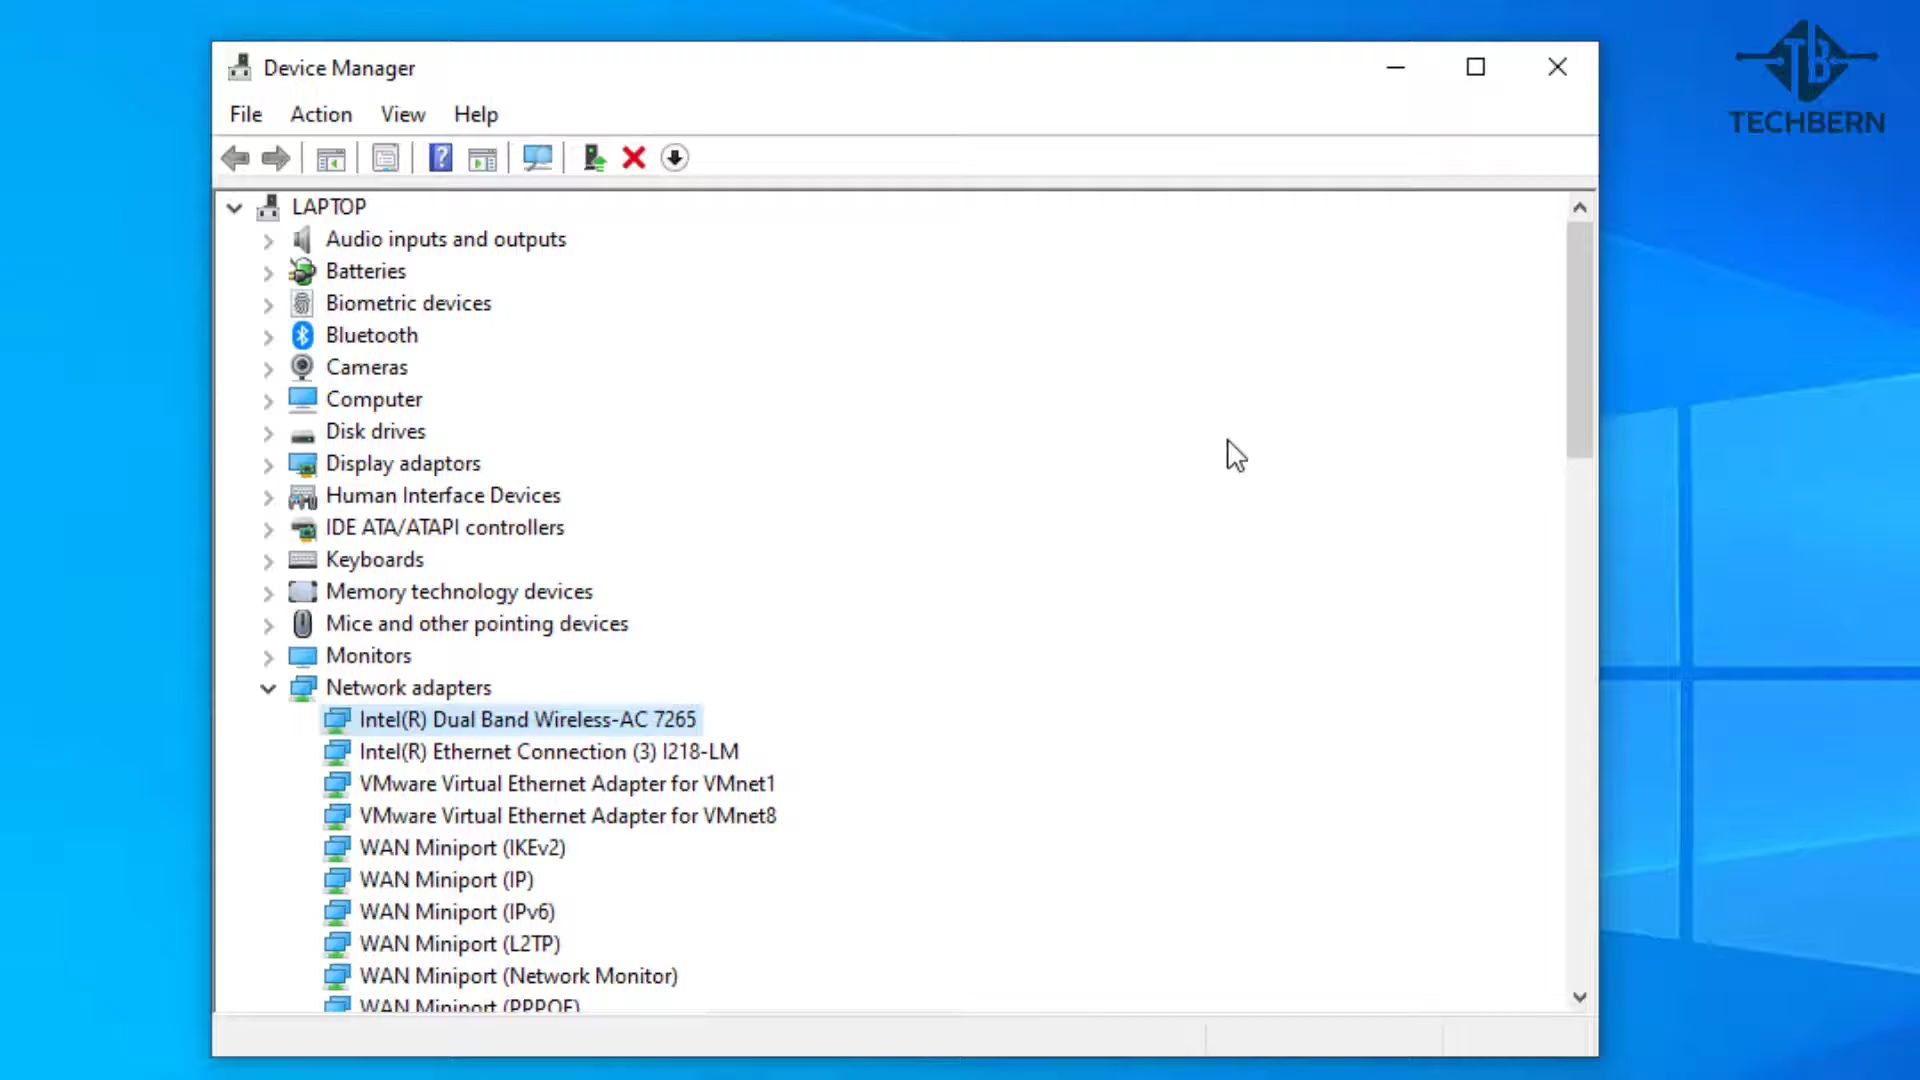 Device Manager
TB
TECHBERN
File Action View Help
LAPTOP
Audio inputs and outputs
Batteries
Biometric devices
Bluetooth
Cameras
Computer
Disk drives
Display adaptors
Human Interface Devices
IDE ATA/ATAPI controllers
Keyboards
Memory technology devices
Mice and other pointing devices
Monitors
Network adapters
Intel(R) Dual Band Wireless-AC 7265
Intel(R) Ethernet Connection (3) I218-LM
VMware Virtual Ethernet Adapter for VMnet1
VMware Virtual Ethernet Adapter for VMnet8
WAN Miniport (IKEv2)
WAN Miniport (IP)
WAN Miniport (IPv6)
WAN Miniport (L2TP)
WAN Miniport (Network Monitor)
WAN Miniport (PPPOE)